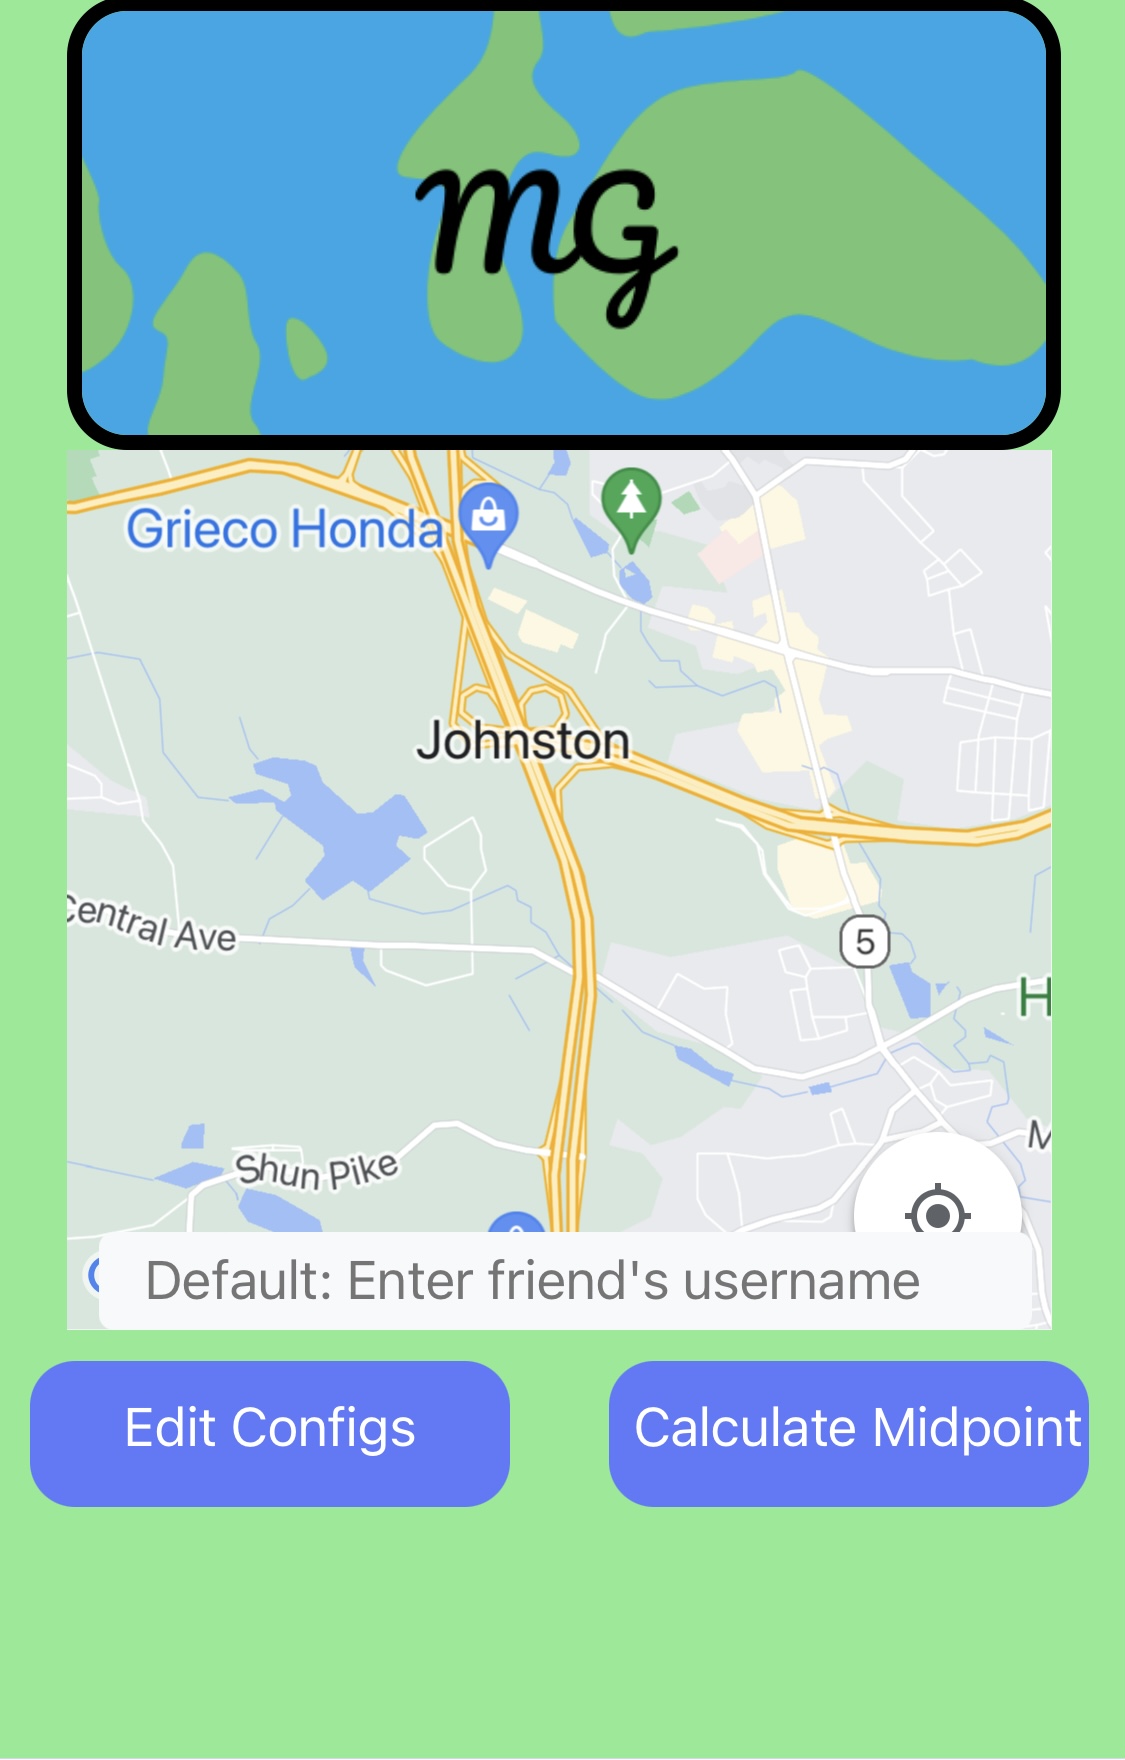 mG
Grieco Honda
Johnston
Central Ave
5
H
M
Shun Pike
Default: Enter friend's username
Edit Configs
Calculate Midpoint